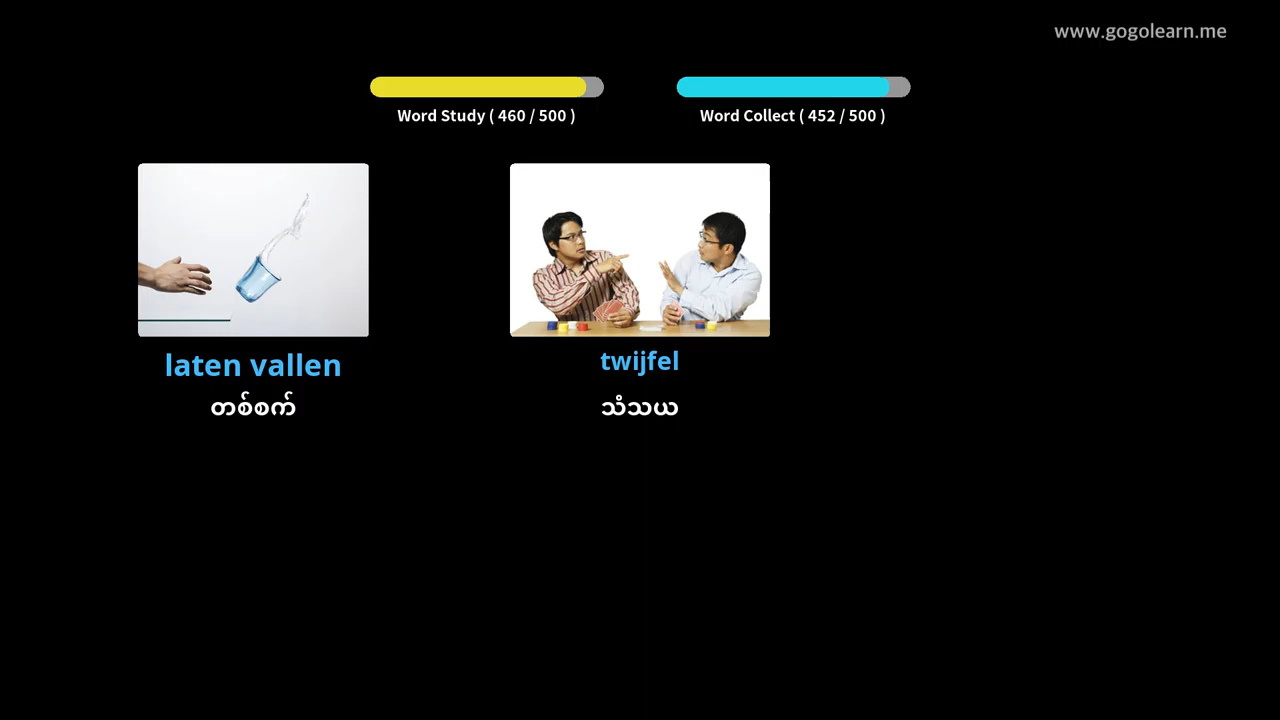 www.gogolearn.me
Word Study ( 460 / 500 )
Word Collect ( 452 / 500 )
laten vallen
တစ်စက်
twijfel
သံသယ